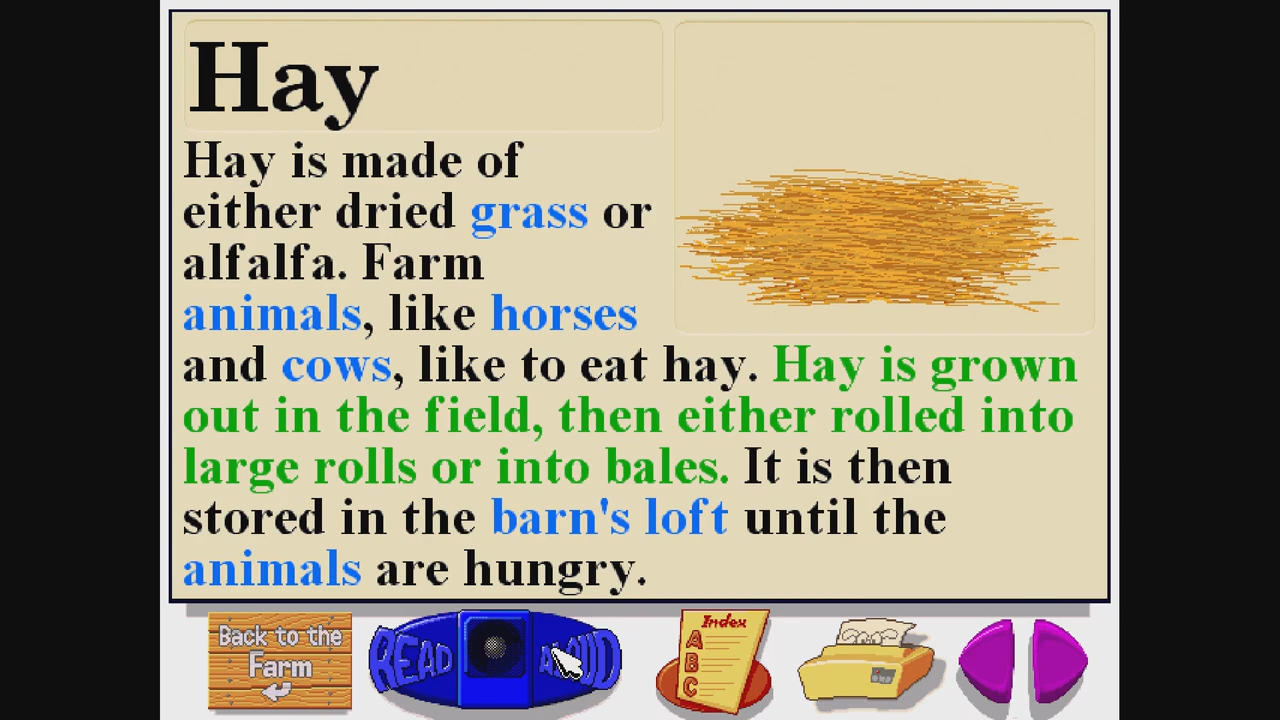 Hay
Hay is made of
either dried grass or
alfalfa. Farm
animals, like horses
and cows, like to eat hay. Hay is grown
out in the field, then either rolled into
large rolls or into bales. It is then
stored in the barn's loft until the
animals are hungry.
Back to the
Farm
READ ALOUD
Index
A
B
C